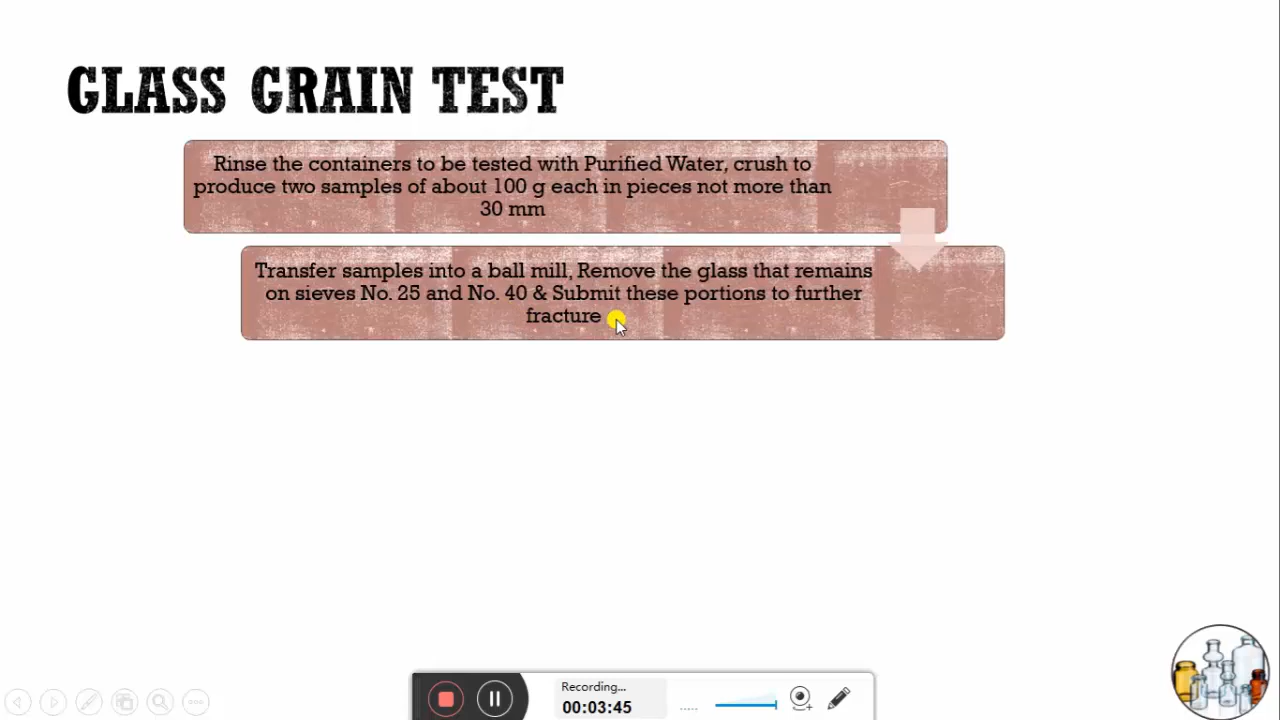 GLASS GRAIN TEST
Rinse the containers to be tested with Purified Water, crush to
produce two samples of about 100 g each in pieces not more than
30 mm
Transfer samples into a ball mill, Remove the glass that remains
on sieves No. 25 and No. 40 & Submit these portions to further
fracture
Recording...
00:03:45